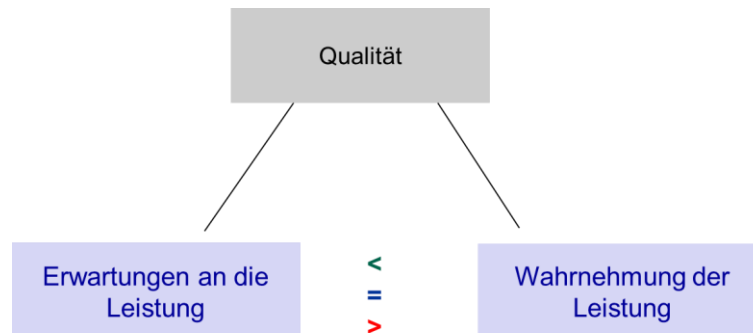 Qualität
Erwartungen an die
Leistung
<
=
>
Wahrnehmung der
Leistung